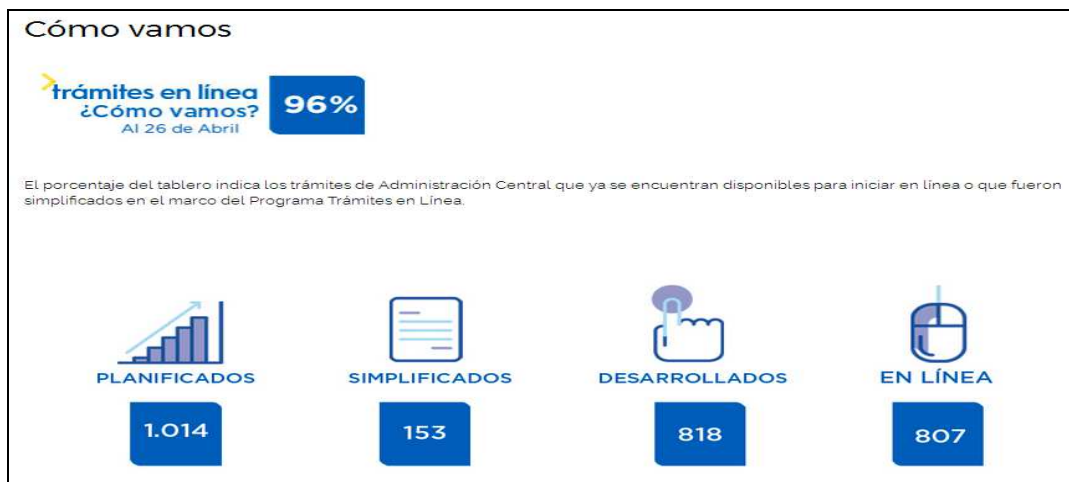 Cómo vamos
trámites en línea
¿Cómo vamos?
Al 26 de Abril
96%
El porcentaje del tablero indica los trámites de Administración Central que ya se encuentran disponibles para iniciar en línea o que fueron
simplificados en el marco del Programa Trámites en Línea.
PLANIFICADOS
1.014
SIMPLIFICADOS
153
DESARROLLADOS
818
EN LÍNEA
807